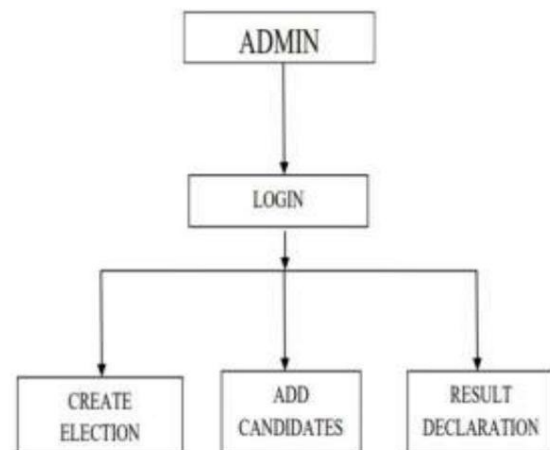 ADMIN
LOGIN
CREATE
ELECTION
ADD
CANDIDATES
RESULT
DECLARATION